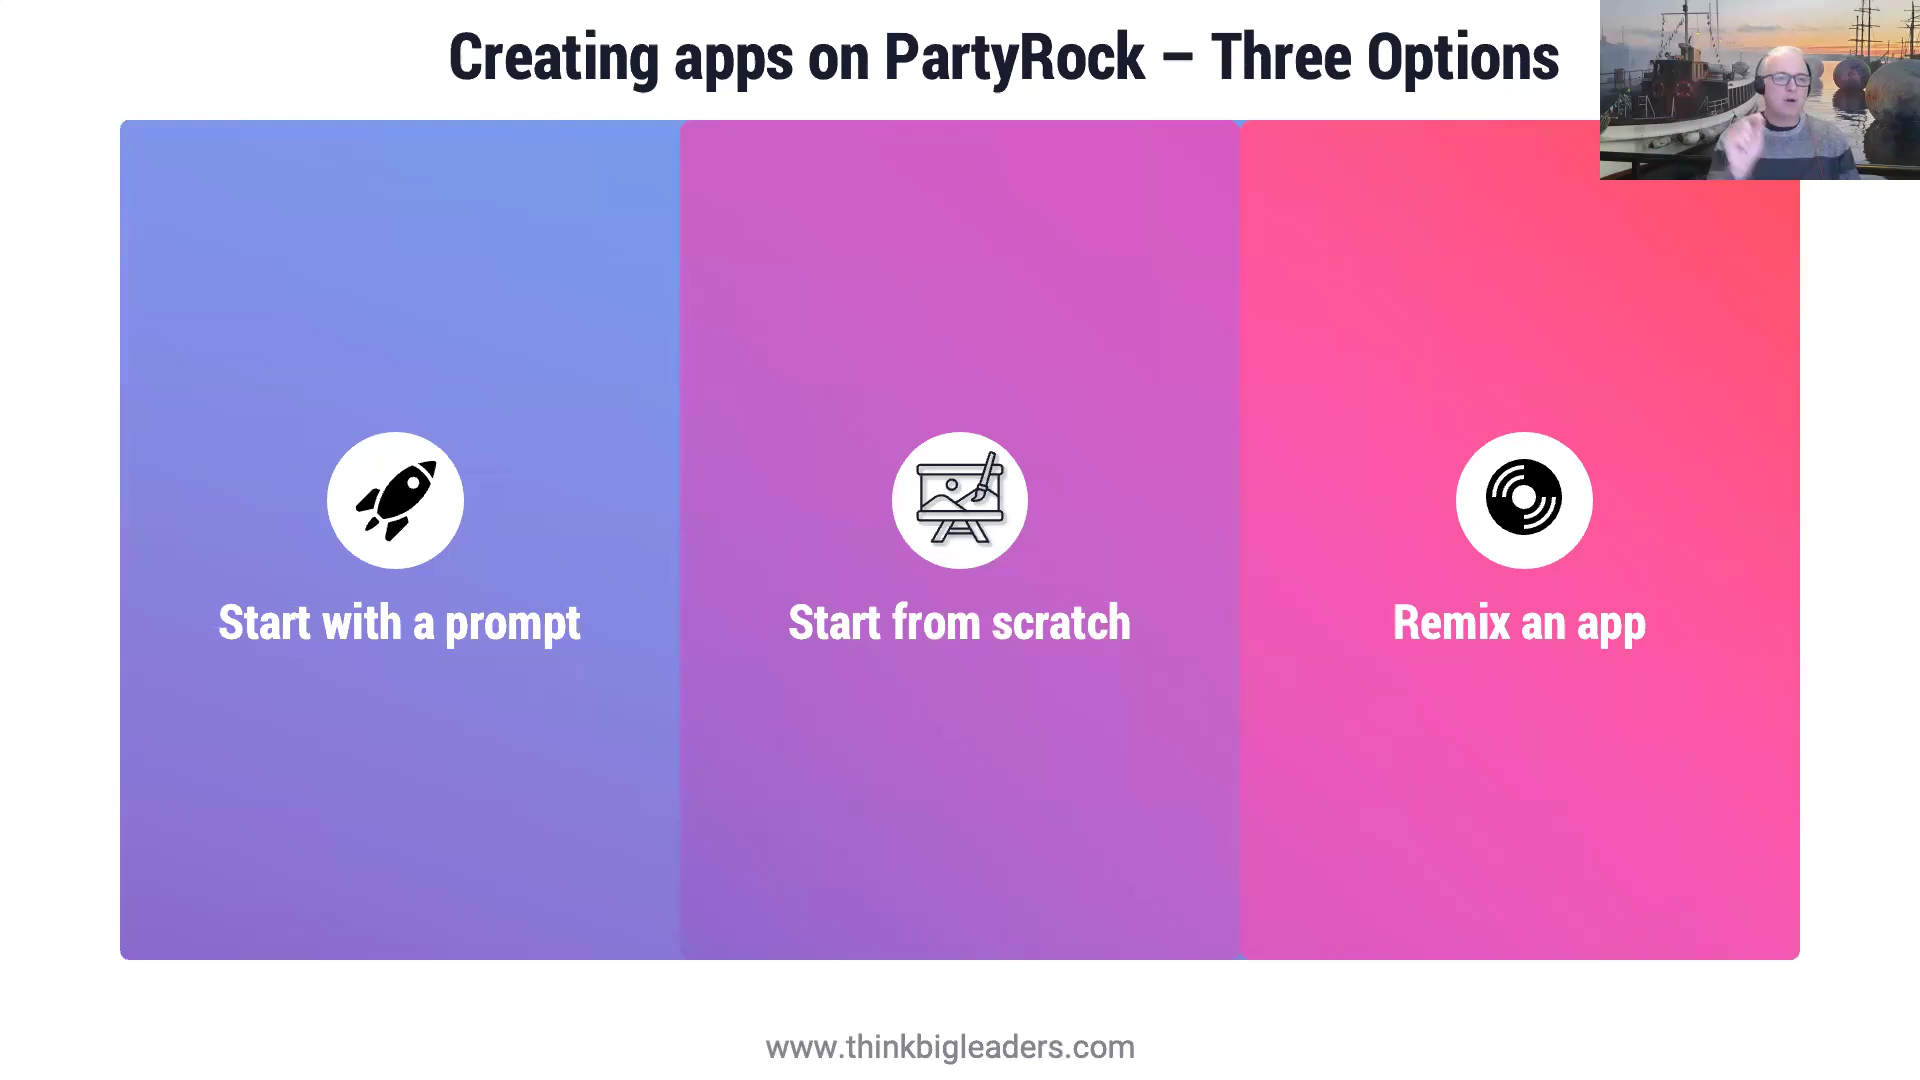 Creating apps on PartyRock – Three Options
Start with a prompt
Start from scratch
Remix an app
www.thinkbigleaders.com